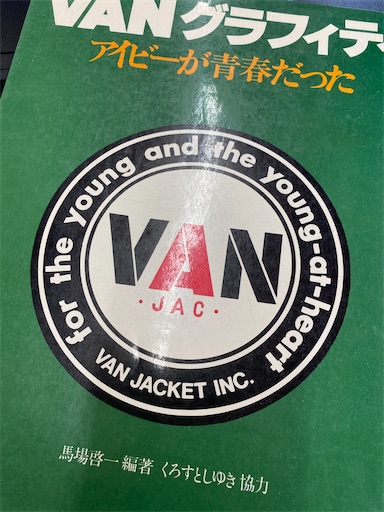 VANグラフィテ
アイビーが青春だった
for the young and the young-at-heart
VAN
・JAC・
VAN JACKET INC.
馬場啓一 編著 くろすとしゆき 協力